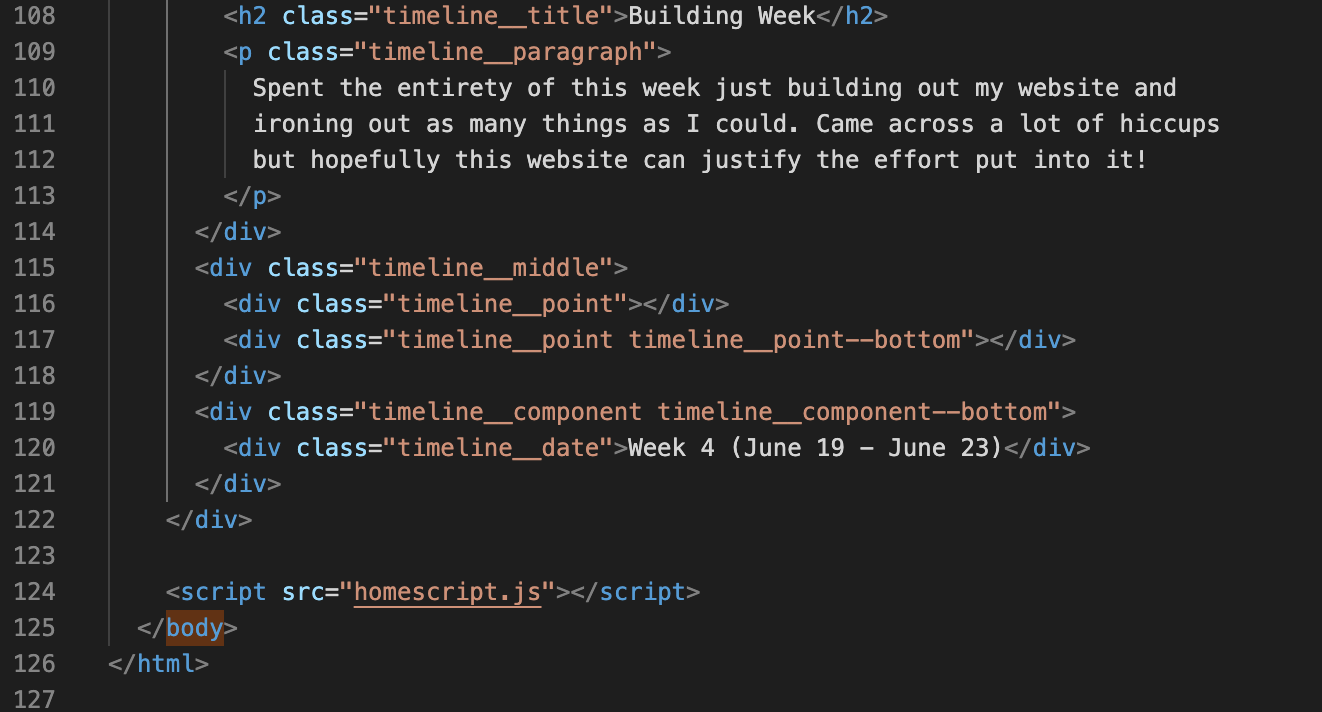 108 <h2 class="timeline__title">Building Week</h2>
109 <p class="timeline__paragraph">
110 Spent the entirety of this week just building out my website and
111 ironing out as many things as I could. Came across a lot of hiccups
112 but hopefully this website can justify the effort put into it!
113 </p>
114 </div>
115 <div class="timeline__middle">
116 <div class="timeline__point"></div>
117 <div class="timeline__point timeline__point--bottom"></div>
118 </div>
119 <div class="timeline__component timeline__component--bottom">
120 <div class="timeline__date">Week 4 (June 19 - June 23)</div>
121 </div>
122 </div>
123
124 <script src="homescript.js"></script>
125 </body>
126 </html>
127